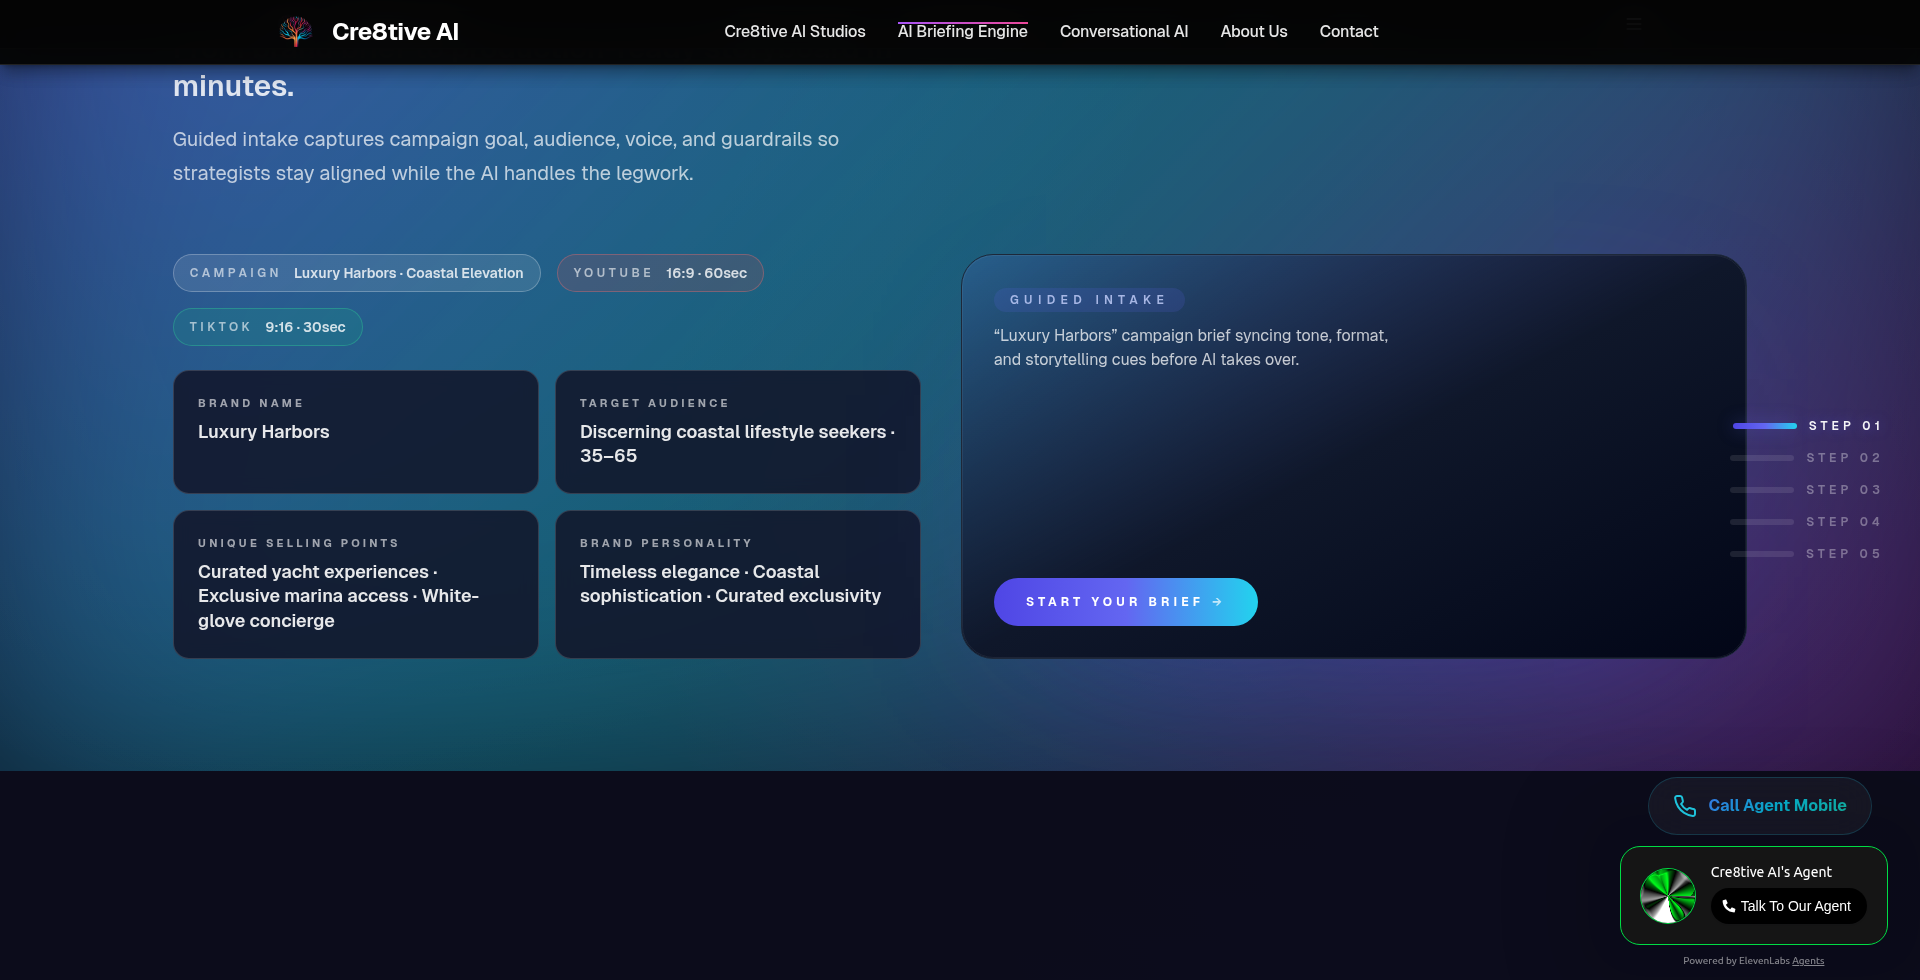 Cre8tive AI
Cre8tive AI Studios
AI Briefing Engine
Conversational AI
About Us
Contact
minutes.
Guided intake captures campaign goal, audience, voice, and guardrails so
strategists stay aligned while the AI handles the legwork.
CAMPAIGN Luxury Harbors · Coastal Elevation
YOUTUBE 16:9 · 60sec
TIKTOK 9:16 · 30sec
BRAND NAME
Luxury Harbors
TARGET AUDIENCE
Discerning coastal lifestyle seekers ·
35–65
UNIQUE SELLING POINTS
Curated yacht experiences ·
Exclusive marina access · White-
glove concierge
BRAND PERSONALITY
Timeless elegance · Coastal
sophistication · Curated exclusivity
GUIDED INTAKE
“Luxury Harbors” campaign brief syncing tone, format,
and storytelling cues before AI takes over.
START YOUR BRIEF →
STEP 01
STEP 02
STEP 03
STEP 04
STEP 05
Call Agent Mobile
Cre8tive AI's Agent
Talk To Our Agent
Powered by ElevenLabs Agents